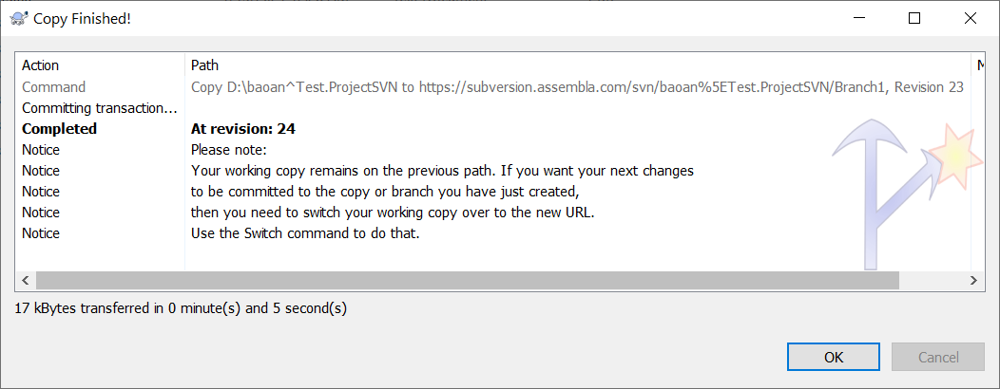 Copy Finished!
Action Path M
Command Copy D:\baoan^Test.ProjectSVN to https://subversion.assembla.com/svn/baoan%5ETest.ProjectSVN/Branch1, Revision 23
Committing transaction...
Completed At revision: 24
Notice Please note:
Notice Your working copy remains on the previous path. If you want your next changes
Notice to be committed to the copy or branch you have just created,
Notice then you need to switch your working copy over to the new URL.
Notice Use the Switch command to do that.
17 kBytes transferred in 0 minute(s) and 5 second(s)
OK Cancel